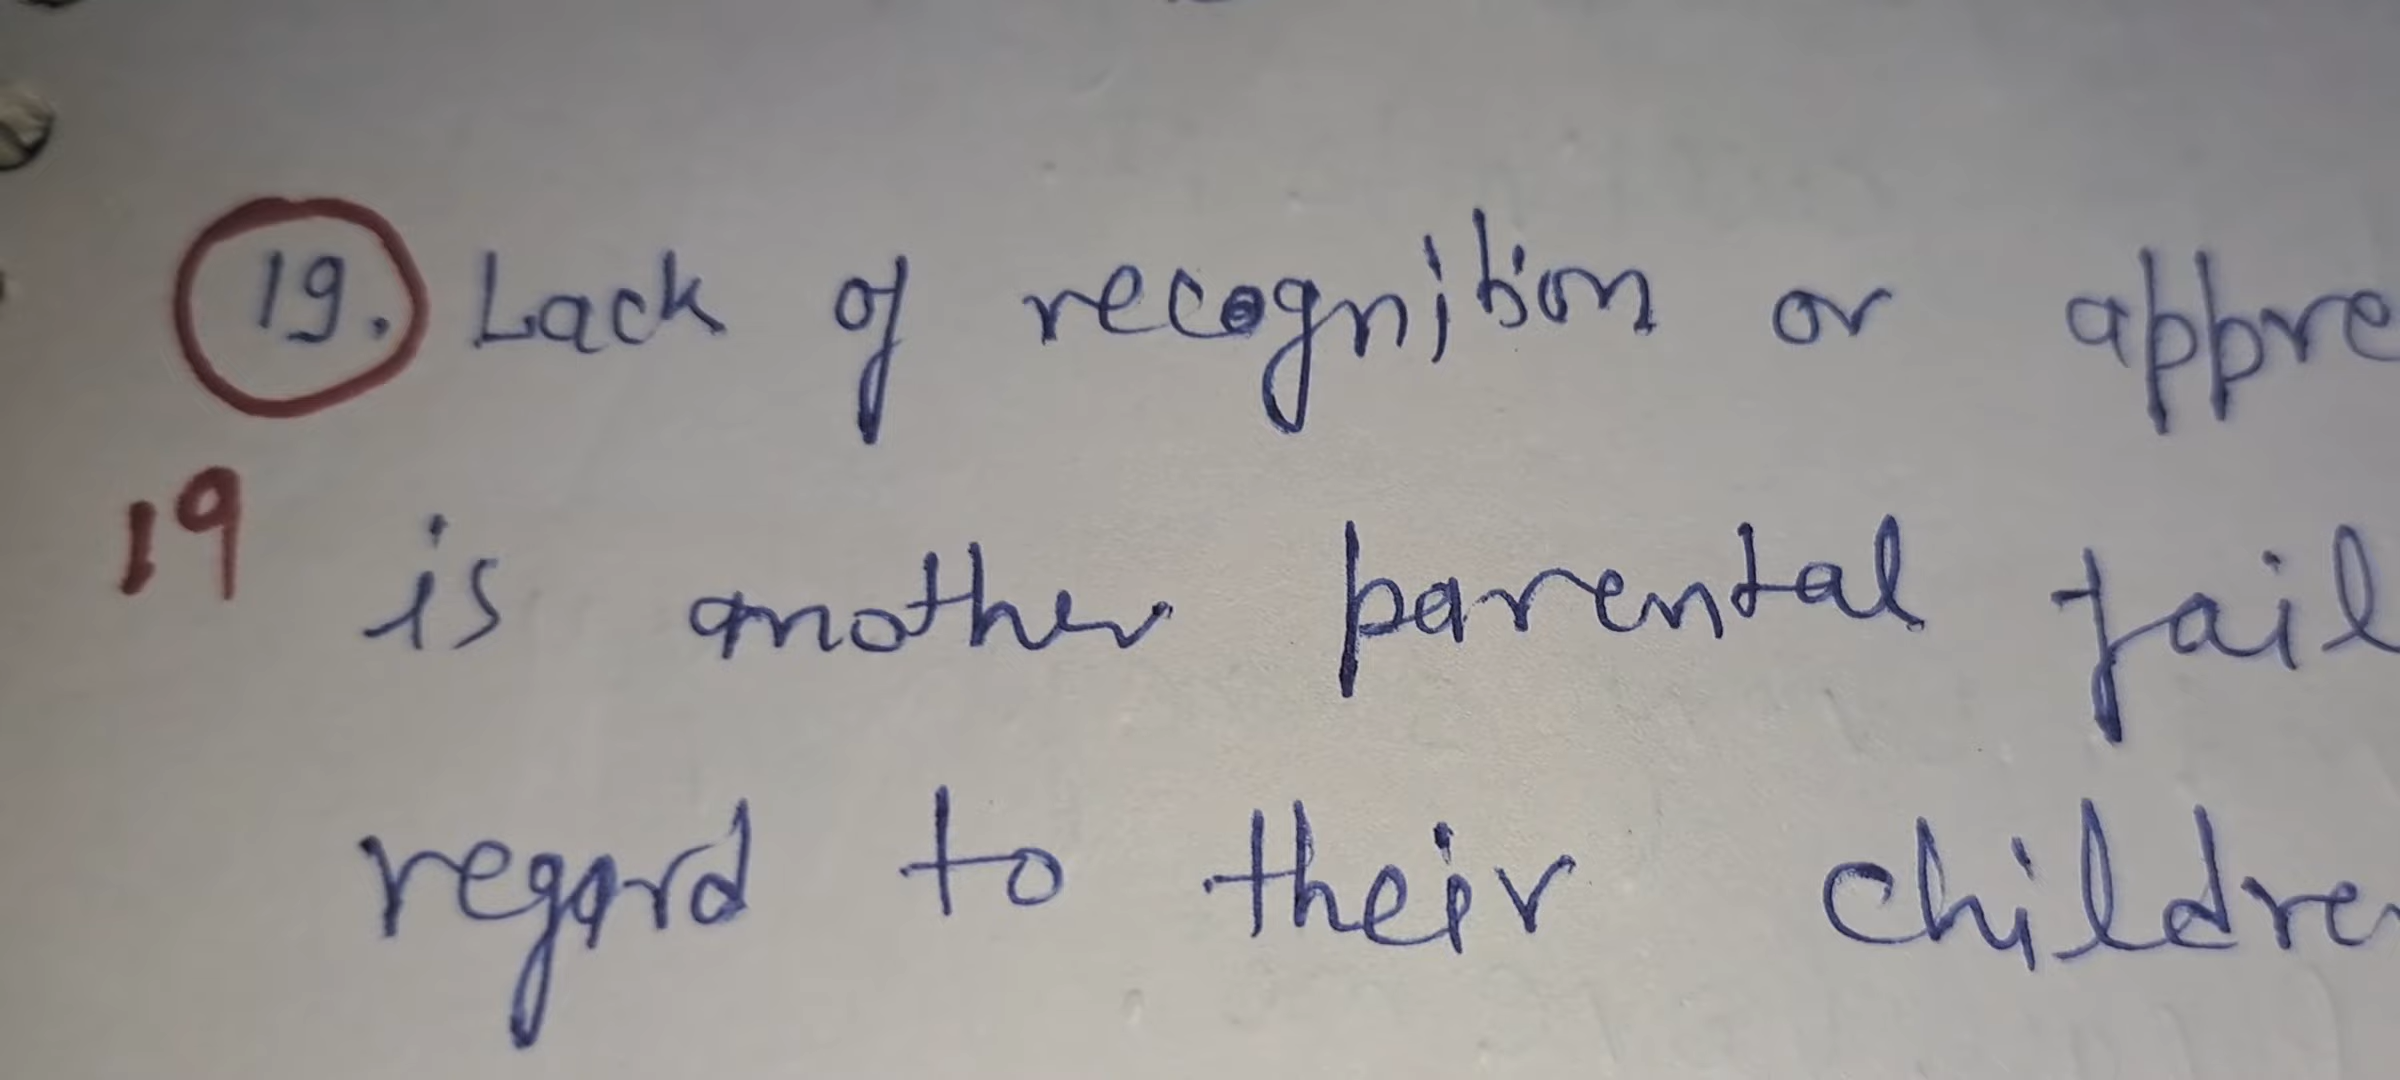 19. Lack of recognition or appre
19 is another parental fail
regard to their childre